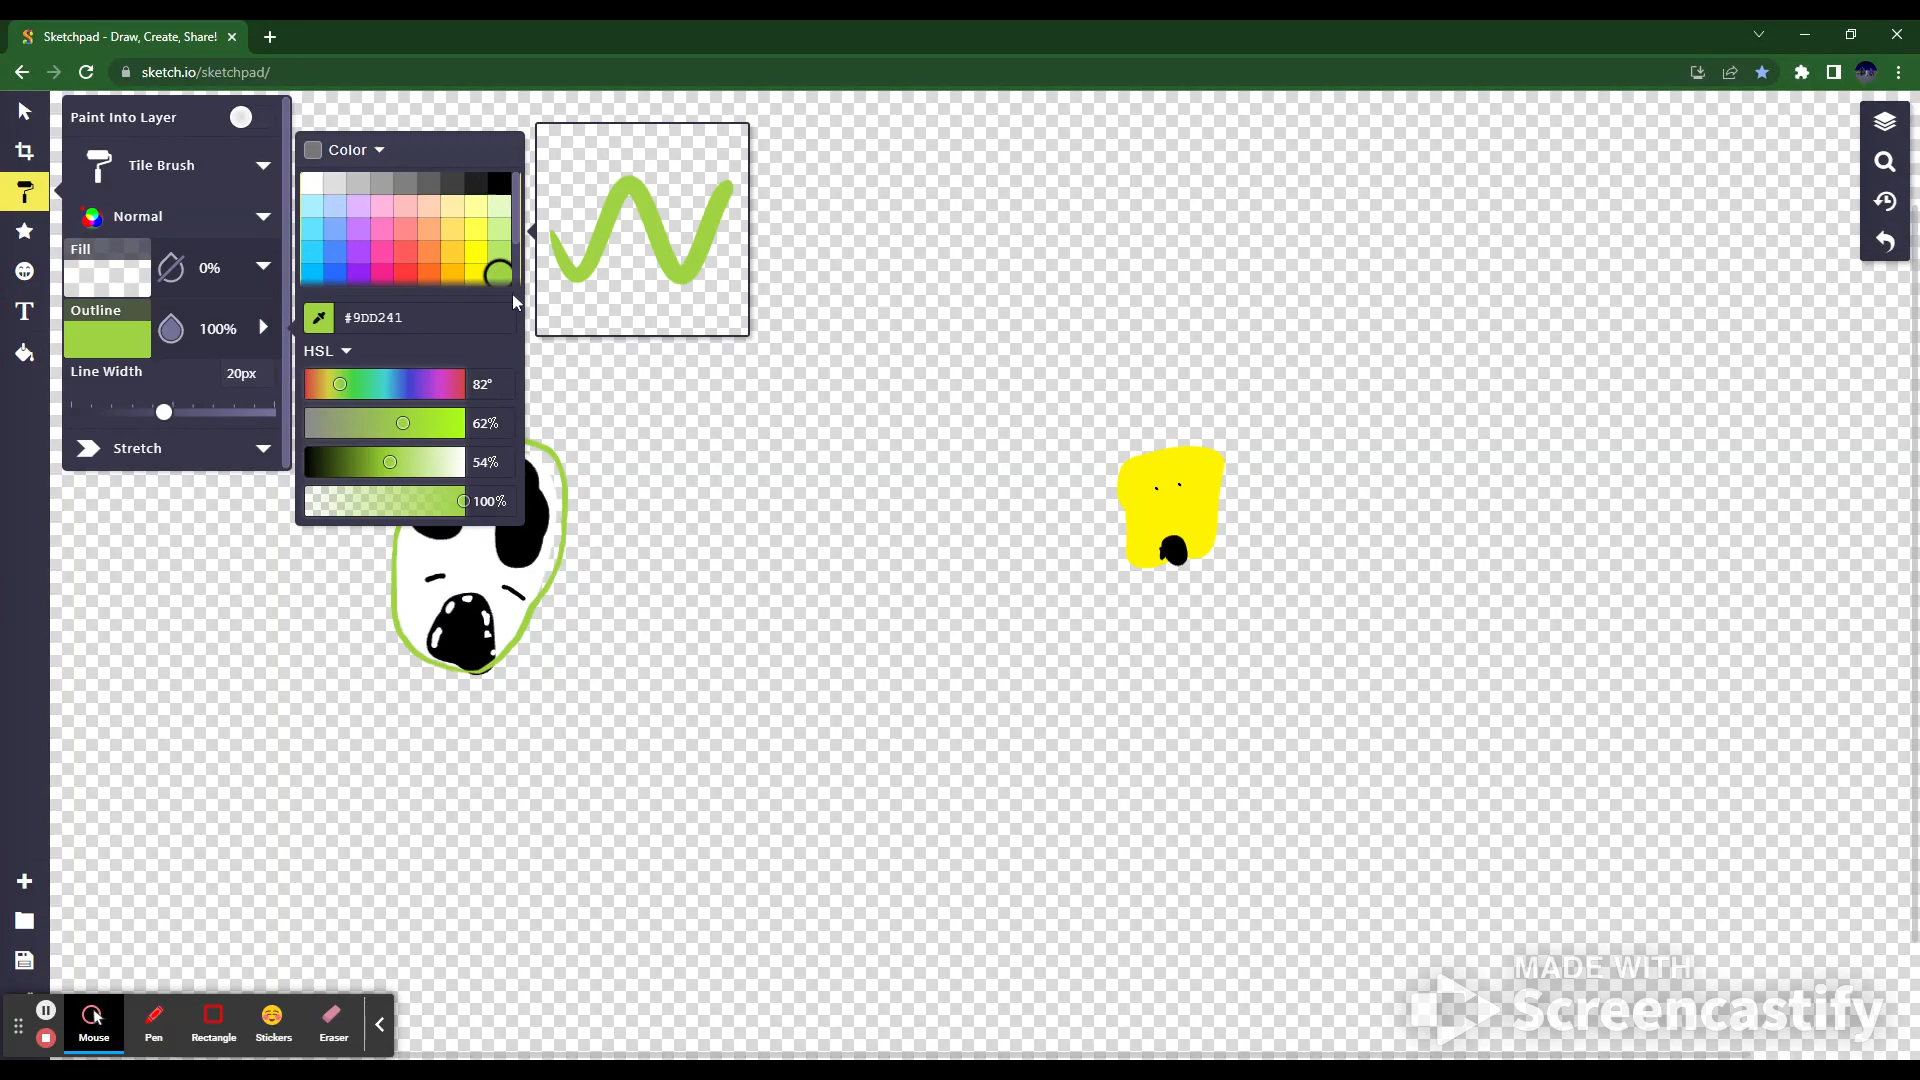 Sketchpad - Draw, Create, Share!
sketch.io/sketchpad/
Paint Into Layer
Tile Brush
Normal
Fill
0%
Outline
100%
Line Width
20px
Stretch
Color
#9DD241
HSL
82°
62%
54%
100%
Mouse
Pen
Rectangle
Stickers
Eraser
MADE WITH
Screencastify